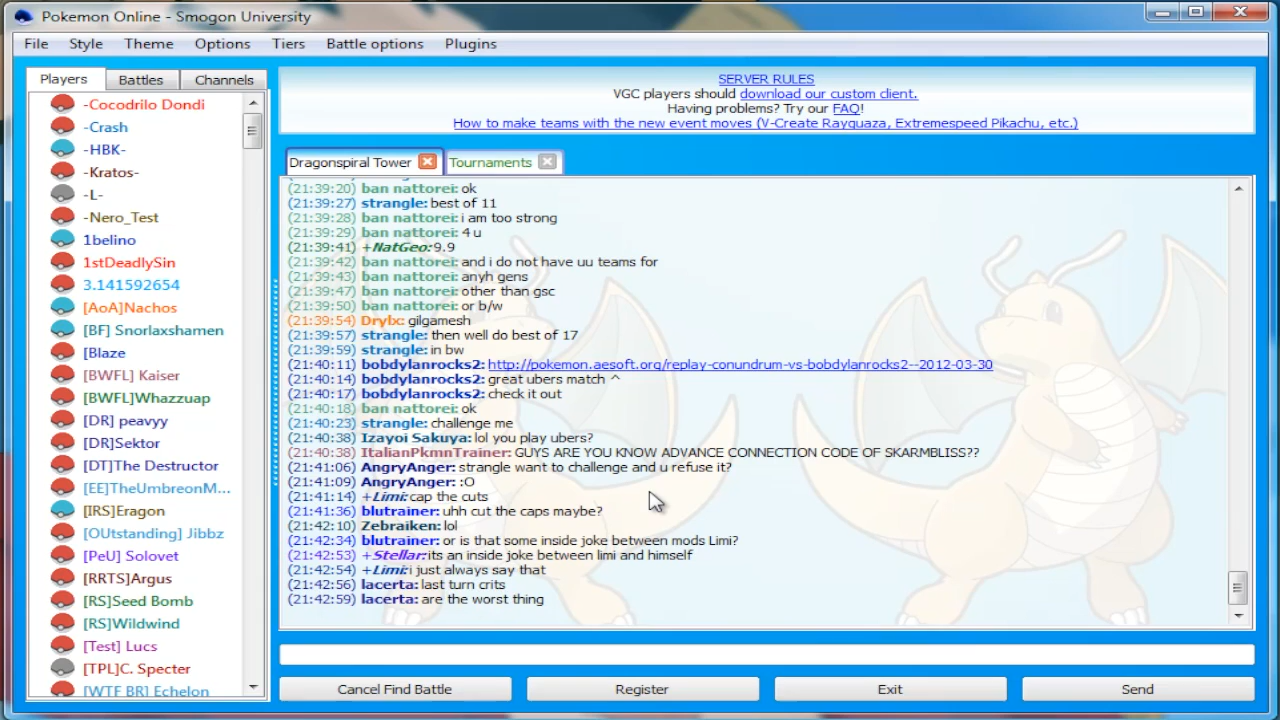 Pokemon Online - Smogon University
File Style Theme Options Tiers Battle options Plugins
Players Battles Channels
-Cocodrilo Dondi
-Crash
-HBK-
-Kratos-
-L-
-Nero_Test
1belino
1stDeadlySin
3.141592654
[AoA]Nachos
[BF] Snorlaxshamen
[Blaze
[BWFL] Kaiser
[BWFL]Whazzuap
[DR] peavyy
[DR]Sektor
[DT]The Destructor
[EE]TheUmbreonM...
[IRS]Eragon
[OUtstanding] Jibbz
[PeU] Solovet
[RRTS]Argus
[RS]Seed Bomb
[RS]Wildwind
[Test] Lucs
[TPL]C. Specter
[WTF BR] Echelon
SERVER RULES
VGC players should download our custom client.
Having problems? Try our FAQ!
How to make teams with the new event moves (V-Create Rayquaza, Extremespeed Pikachu, etc.)
Dragonspiral Tower Tournaments
(21:39:20) ban nattorei: ok
(21:39:27) strangle: best of 11
(21:39:28) ban nattorei: i am too strong
(21:39:29) ban nattorei: 4 u
(21:39:41) +NatGeo: 9.9
(21:39:42) ban nattorei: and i do not have uu teams for
(21:39:43) ban nattorei: anyh gens
(21:39:47) ban nattorei: other than gsc
(21:39:50) ban nattorei: or b/w
(21:39:54) Drylx: gilgamesh
(21:39:57) strangle: then well do best of 17
(21:39:59) strangle: in bw
(21:40:11) bobdylanrocks2: http://pokemon.aesoft.org/replay-conundrum-vs-bobdylanrocks2--2012-03-30
(21:40:14) bobdylanrocks2: great ubers match ^
(21:40:17) bobdylanrocks2: check it out
(21:40:18) ban nattorei: ok
(21:40:23) strangle: challenge me
(21:40:38) Izayoi Sakuya: lol you play ubers?
(21:40:38) ItalianPkmnTrainer: GUYS ARE YOU KNOW ADVANCE CONNECTION CODE OF SKARMBLISS??
(21:41:06) AngryAnger: strangle want to challenge and u refuse it?
(21:41:09) AngryAnger: :O
(21:41:14) +Limi: cap the cuts
(21:41:36) blutrainer: uhh cut the caps maybe?
(21:42:10) Zebraiken: lol
(21:42:34) blutrainer: or is that some inside joke between mods Limi?
(21:42:53) +Stellar: its an inside joke between limi and himself
(21:42:54) +Limi: i just always say that
(21:42:56) lacerta: last turn crits
(21:42:59) lacerta: are the worst thing
Cancel Find Battle Register Exit Send